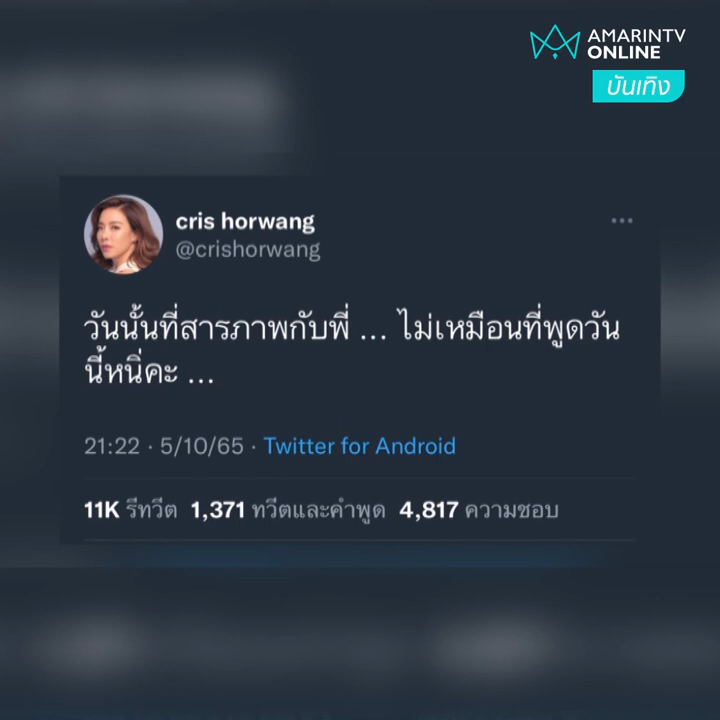 AMARINTV
ONLINE
บันเทิง
cris horwang
@crishorwang
วันนั้นที่สารภาพกับพี่ ... ไม่เหมือนที่พูดวัน
นี้หนิ่คะ ...
21:22 · 5/10/65 · Twitter for Android
11K รีทวีต 1,371 ทวีตและคำพูด 4,817 ความชอบ